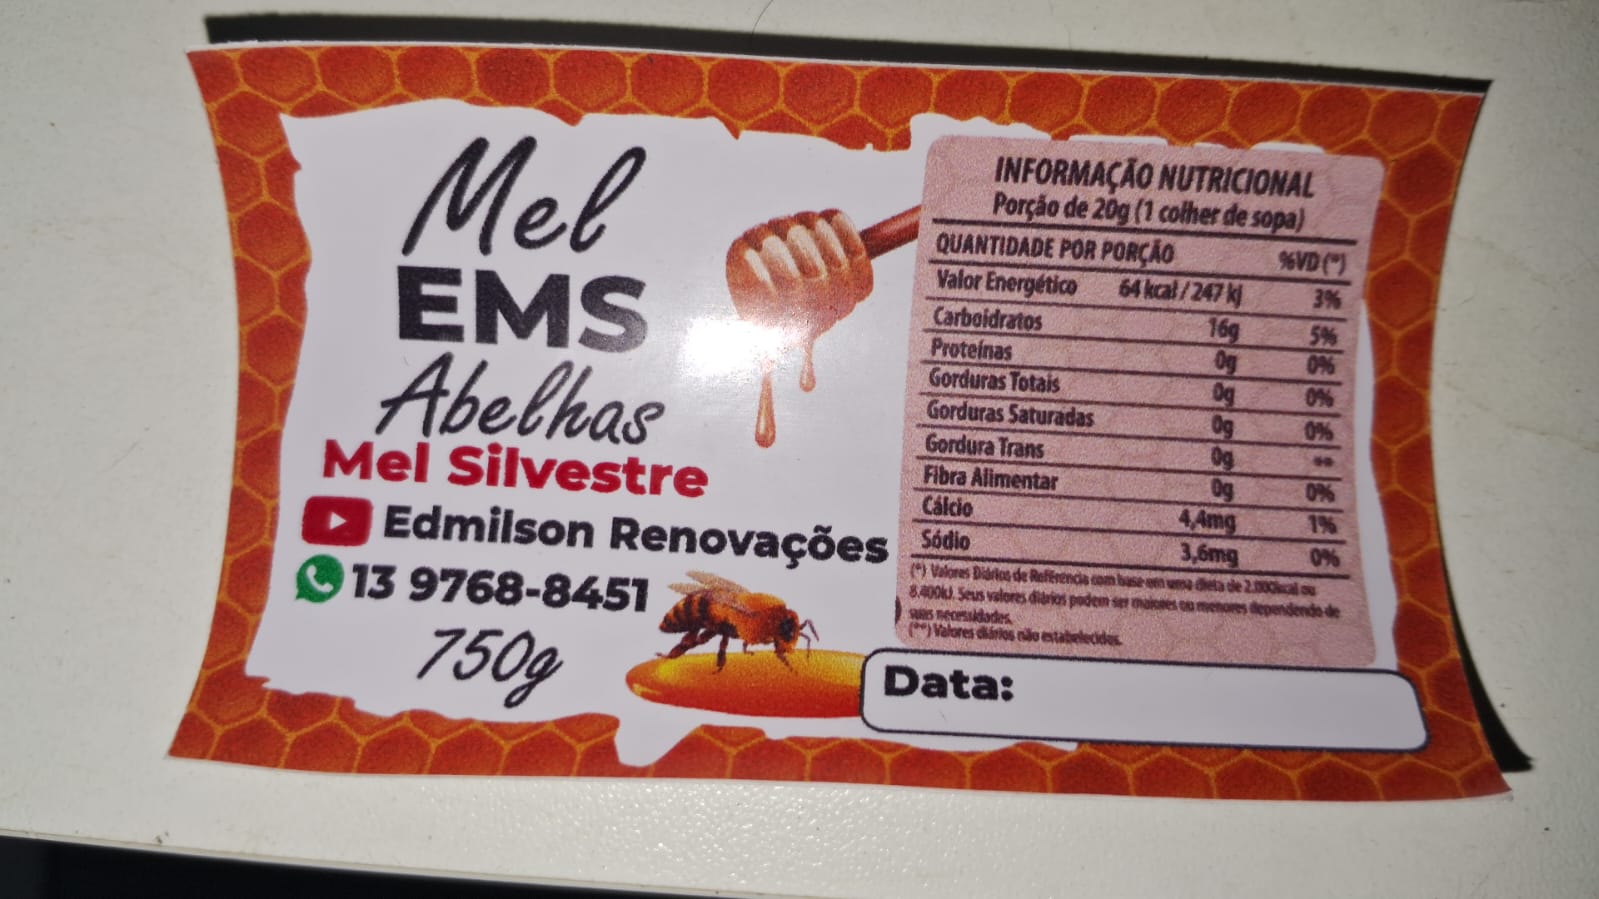 Mel
EMS
Abelhas
Mel Silvestre
Edmilson Renovações
13 9768-8451
750g
INFORMAÇÃO NUTRICIONAL
Porção de 20g (1 colher de sopa)
QUANTIDADE POR PORÇÃO %VD (*)
Valor Energético 64 kcal / 247 kj 3%
Carboidratos 16g 5%
Proteínas 0g 0%
Gorduras Totais 0g 0%
Gorduras Saturadas 0g 0%
Gordura Trans 0g **
Fibra Alimentar 0g 0%
Cálcio 4,4mg 1%
Sódio 3,6mg 0%
(*) Valores Diários de Referência com base em uma dieta de 2.000kcal ou
8.400kJ. Seus valores diários podem ser maiores ou menores dependendo de
suas necessidades.
(**) Valores diários não estabelecidos.
Data: